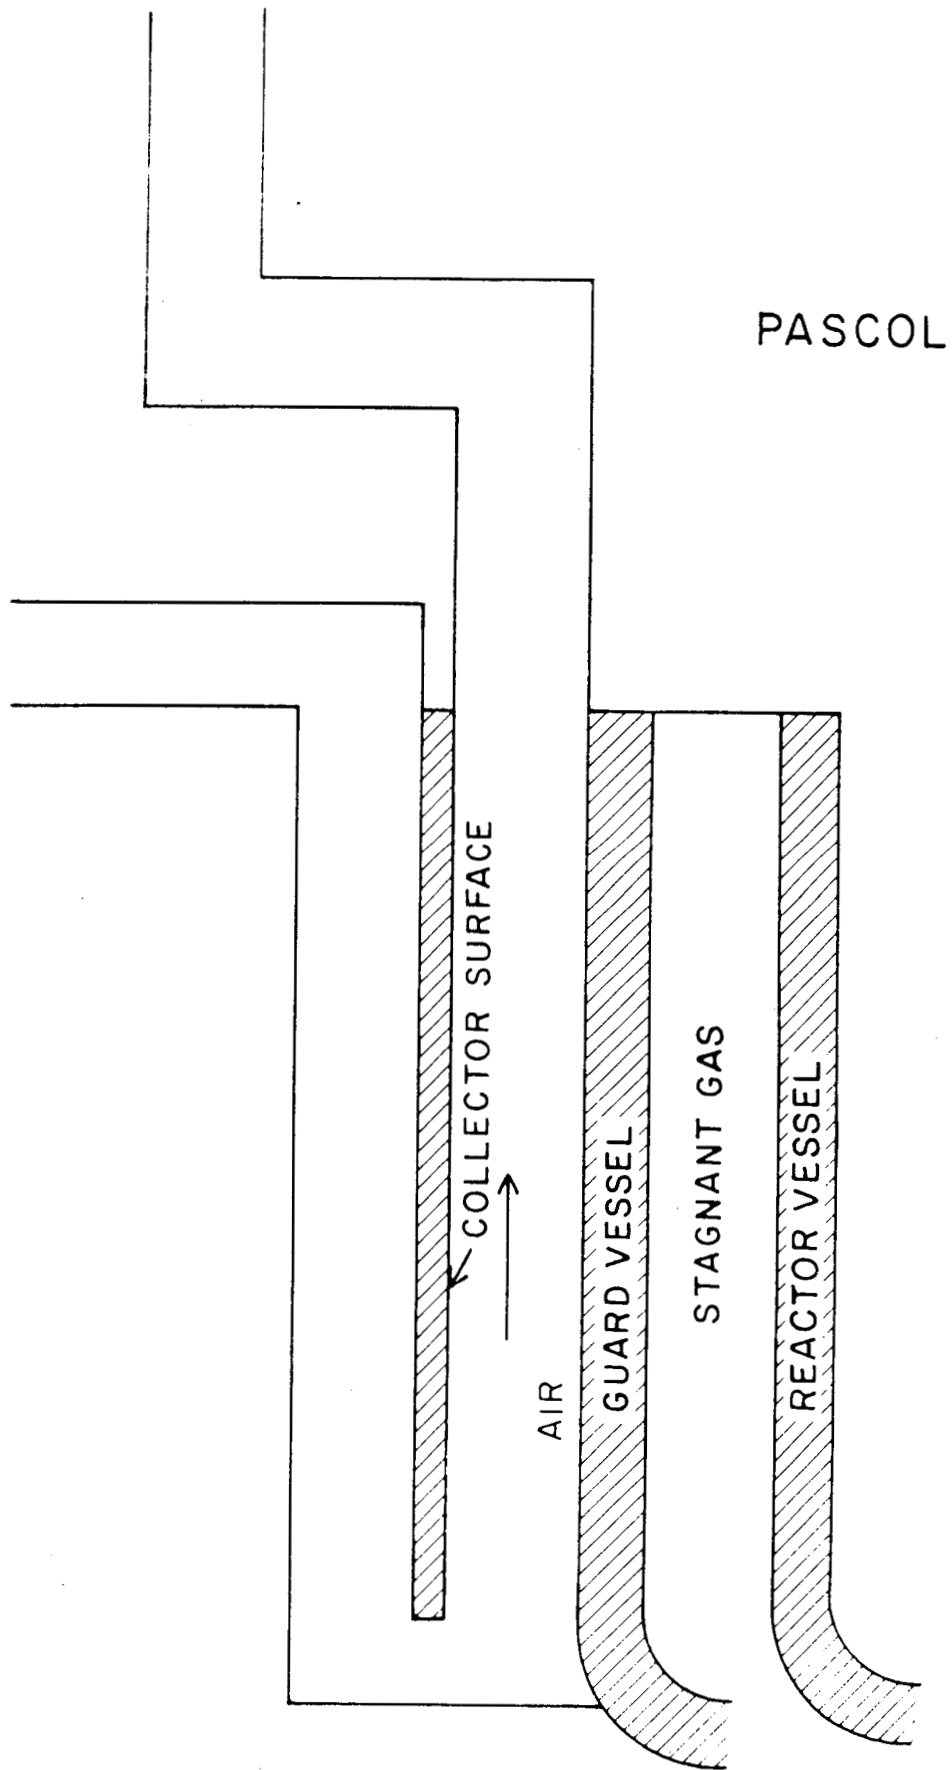 PASCOL
COLLECTOR SURFACE
AIR
GUARD VESSEL
STAGNANT GAS
REACTOR VESSEL